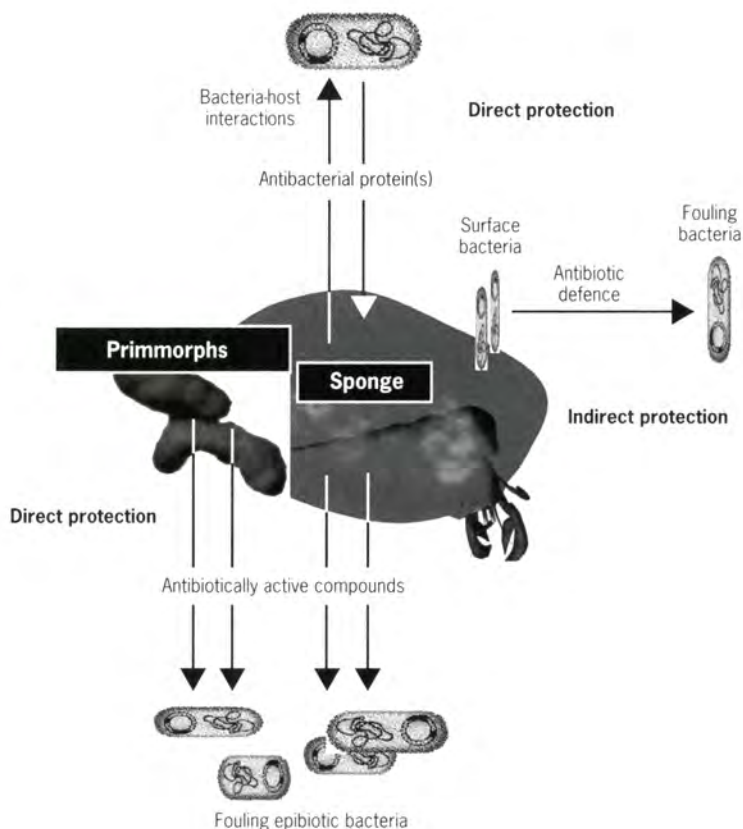 Bacteria-host
interactions
Direct protection
Antibacterial protein(s)
Surface
bacteria
Fouling
bacteria
Antibiotic
defence
Primmorphs
Sponge
Indirect protection
Direct protection
Antibiotically active compounds
Fouling epibiotic bacteria